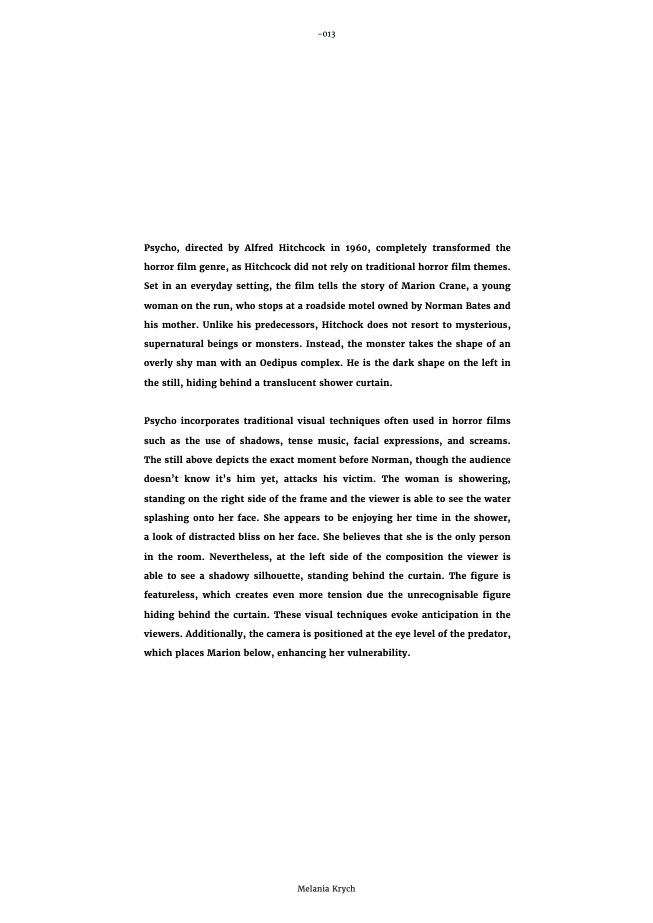 -013
Psycho, directed by Alfred Hitchcock in 1960, completely transformed the
horror film genre, as Hitchcock did not rely on traditional horror film themes.
Set in an everyday setting, the film tells the story of Marion Crane, a young
woman on the run, who stops at a roadside motel owned by Norman Bates and
his mother. Unlike his predecessors, Hitchock does not resort to mysterious,
supernatural beings or monsters. Instead, the monster takes the shape of an
overly shy man with an Oedipus complex. He is the dark shape on the left in
the still, hiding behind a translucent shower curtain.
Psycho incorporates traditional visual techniques often used in horror films
such as the use of shadows, tense music, facial expressions, and screams.
The still above depicts the exact moment before Norman, though the audience
doesn't know it's him yet, attacks his victim. The woman is showering,
standing on the right side of the frame and the viewer is able to see the water
splashing onto her face. She appears to be enjoying her time in the shower,
a look of distracted bliss on her face. She believes that she is the only person
in the room. Nevertheless, at the left side of the composition the viewer is
able to see a shadowy silhouette, standing behind the curtain. The figure is
featureless, which creates even more tension due the unrecognisable figure
hiding behind the curtain. These visual techniques evoke anticipation in the
viewers. Additionally, the camera is positioned at the eye level of the predator,
which places Marion below, enhancing her vulnerability.
Melania Krych